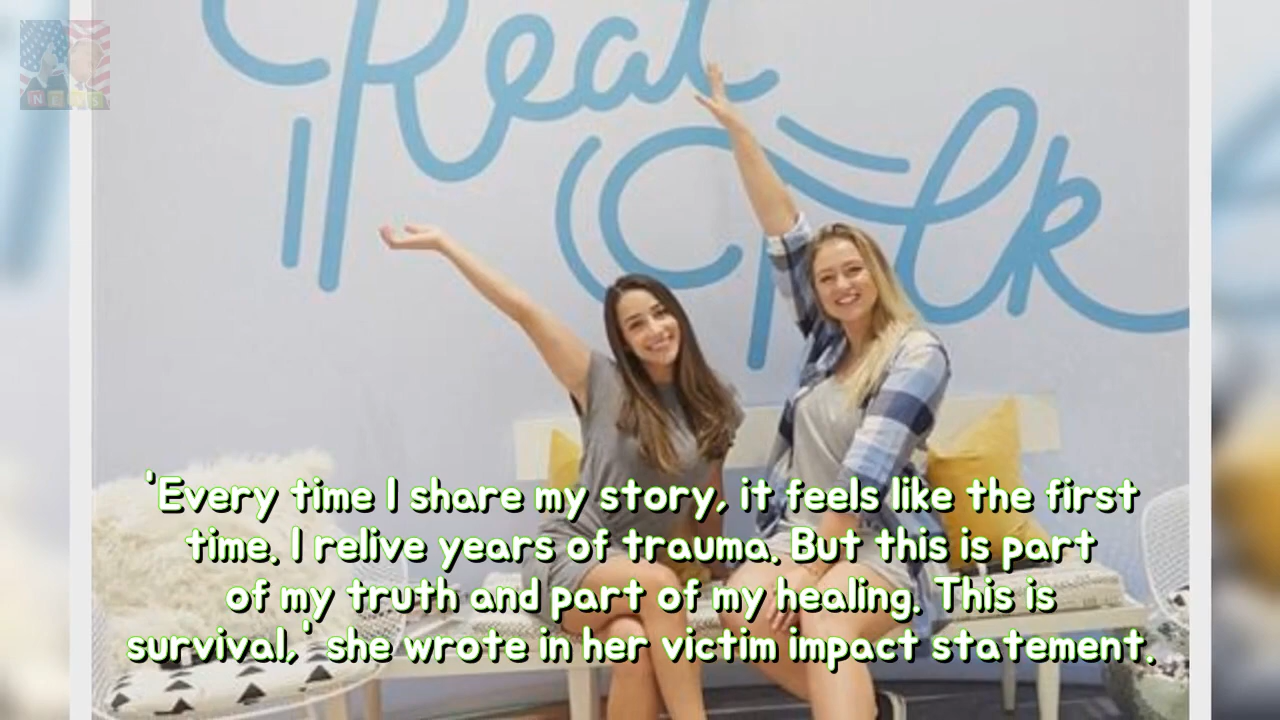 Real
Talk
NEWS
'Every time I share my story, it feels like the first
time. I relive years of trauma. But this is part
of my truth and part of my healing. This is
survival,' she wrote in her victim impact statement.